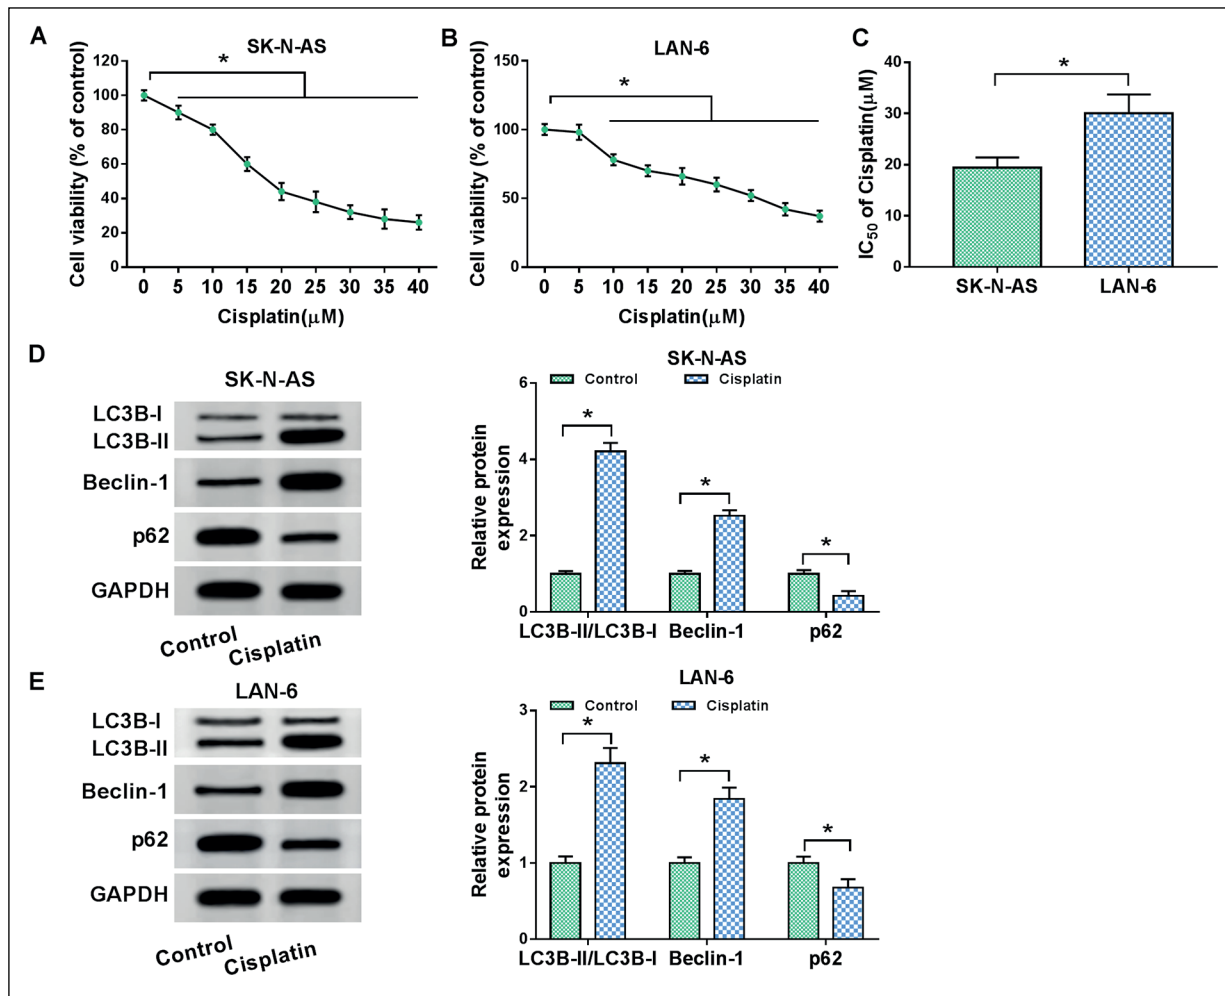 A
SK-N-AS
Cell viability (% of control)
120
100
80
60
40
20
0
*
0 5 10 15 20 25 30 35 40
Cisplatin(μM)
B
LAN-6
Cell viability (% of control)
150
100
50
0
*
0 5 10 15 20 25 30 35 40
Cisplatin(μM)
C
IC50 of Cisplatin(μM)
40
30
20
10
0
*
SK-N-AS LAN-6
D
SK-N-AS
LC3B-I
LC3B-II
Beclin-1
p62
GAPDH
Control Cisplatin
SK-N-AS
Control Cisplatin
Relative protein
expression
6
4
2
0
* * *
LC3B-II/LC3B-I Beclin-1 p62
E
LAN-6
LC3B-I
LC3B-II
Beclin-1
p62
GAPDH
Control Cisplatin
LAN-6
Control Cisplatin
Relative protein
expression
3
2
1
0
* * *
LC3B-II/LC3B-I Beclin-1 p62